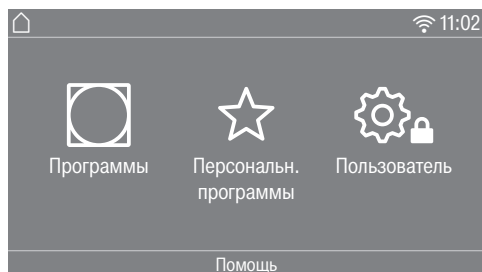 11:02
Программы
Персональн.
программы
Пользователь
Помощь